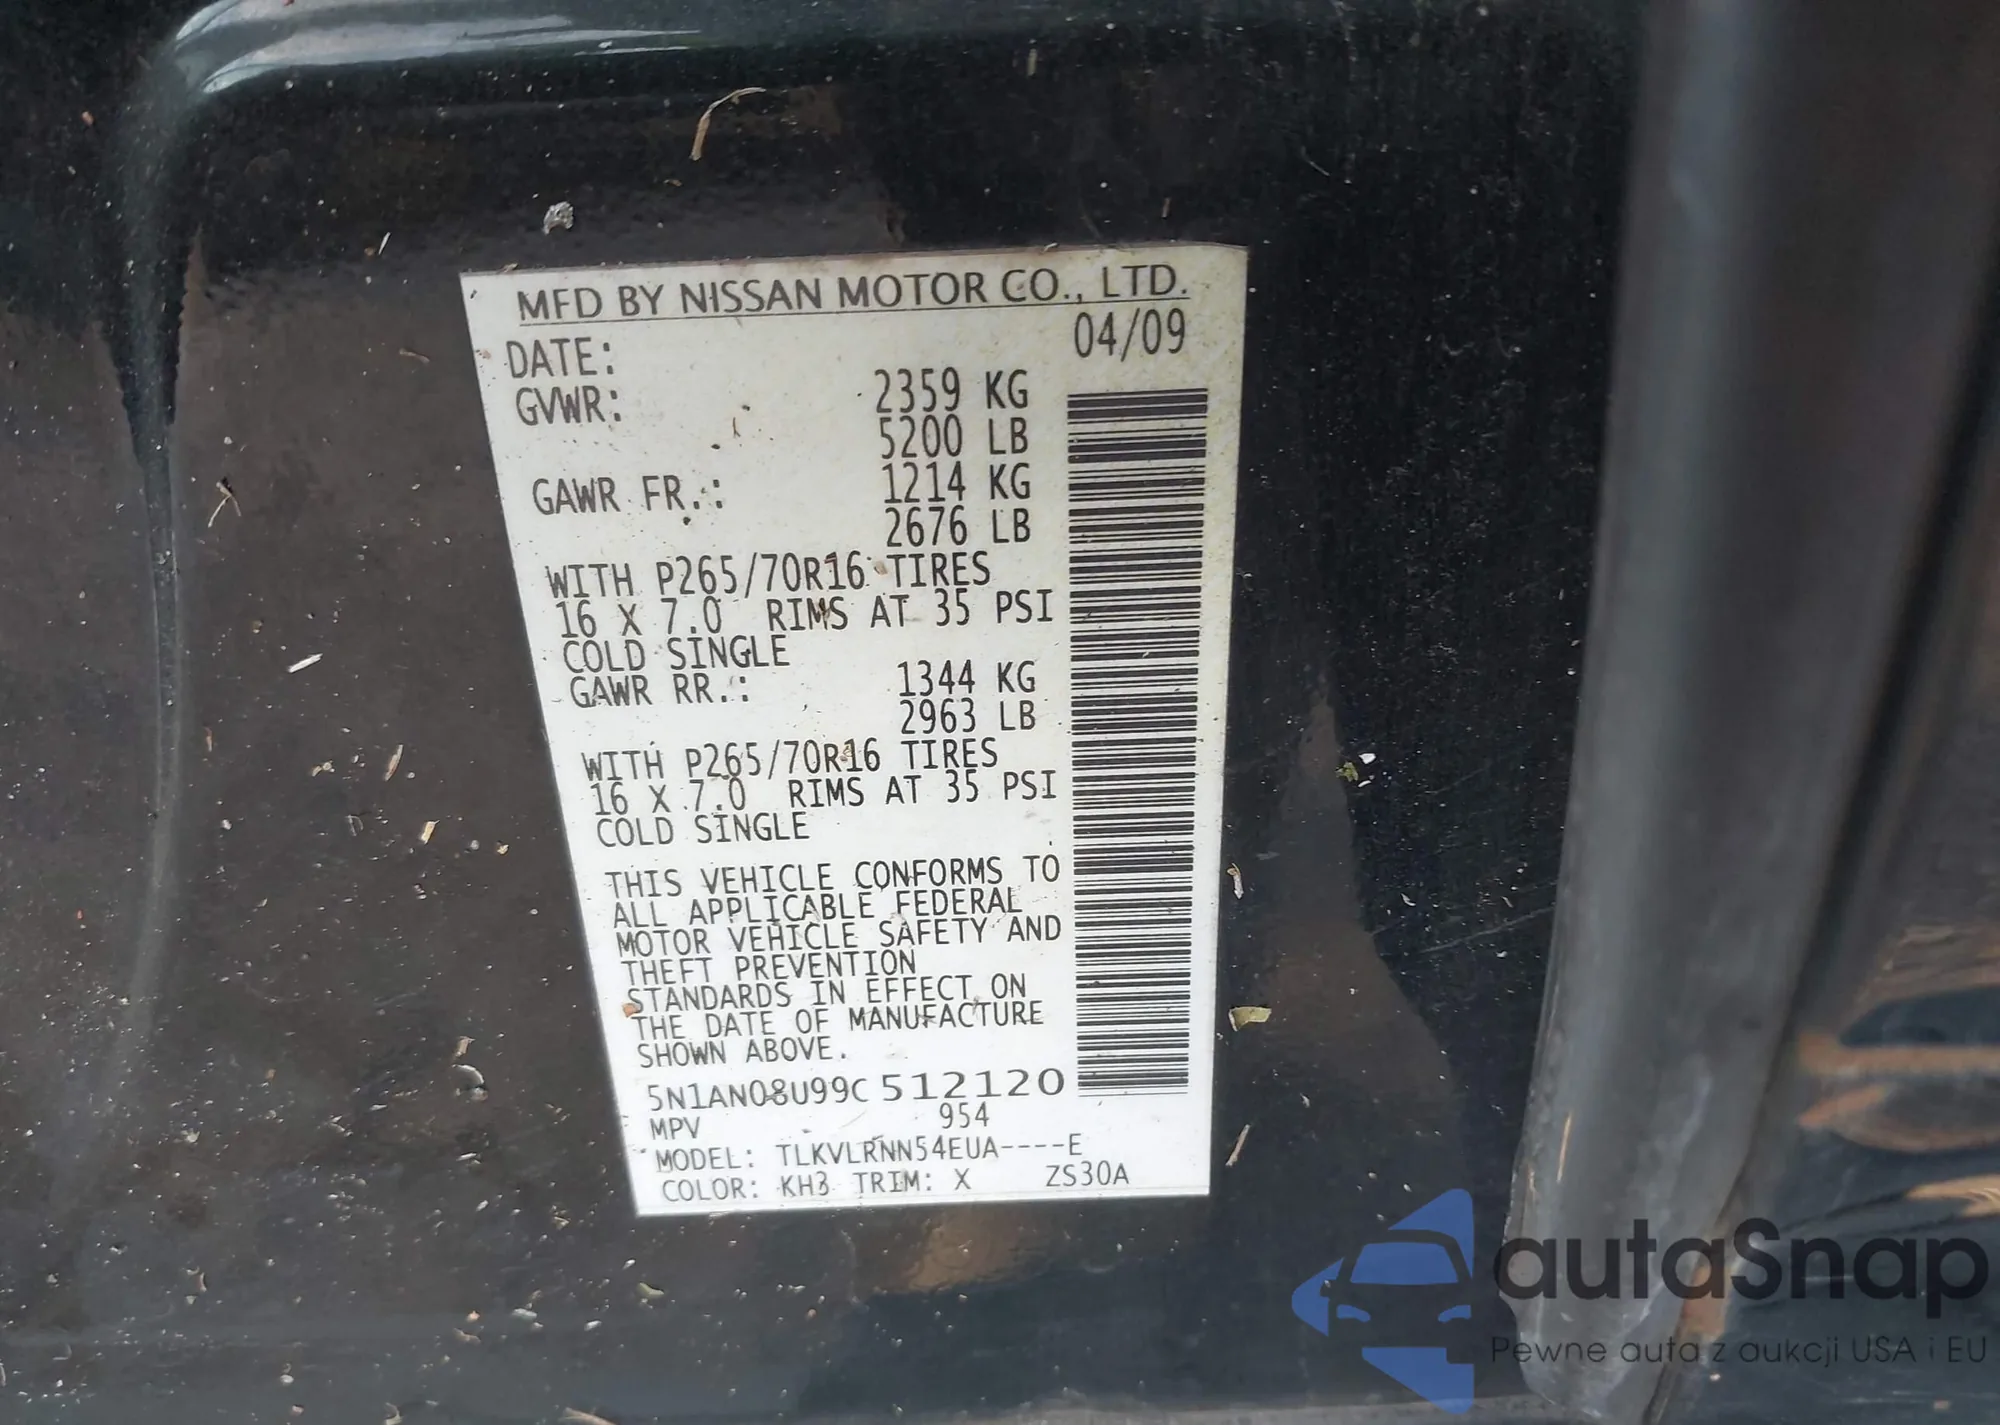 MFD BY NISSAN MOTOR CO., LTD.
DATE: 04/09
GVWR: 2359 KG
5200 LB
GAWR FR.: 1214 KG
2676 LB
WITH P265/70R16 TIRES
16 X 7.0 RIMS AT 35 PSI
COLD SINGLE
GAWR RR.: 1344 KG
2963 LB
WITH P265/70R16 TIRES
16 X 7.0 RIMS AT 35 PSI
COLD SINGLE
THIS VEHICLE CONFORMS TO
ALL APPLICABLE FEDERAL
MOTOR VEHICLE SAFETY AND
THEFT PREVENTION
STANDARDS IN EFFECT ON
THE DATE OF MANUFACTURE
SHOWN ABOVE.
5N1AN08U99C 512120
MPV 954
MODEL: TLKVLRNN54EUA----E
COLOR: KH3 TRIM: X ZS30A
autaSnap
Pewne auta z aukcji USA i EU